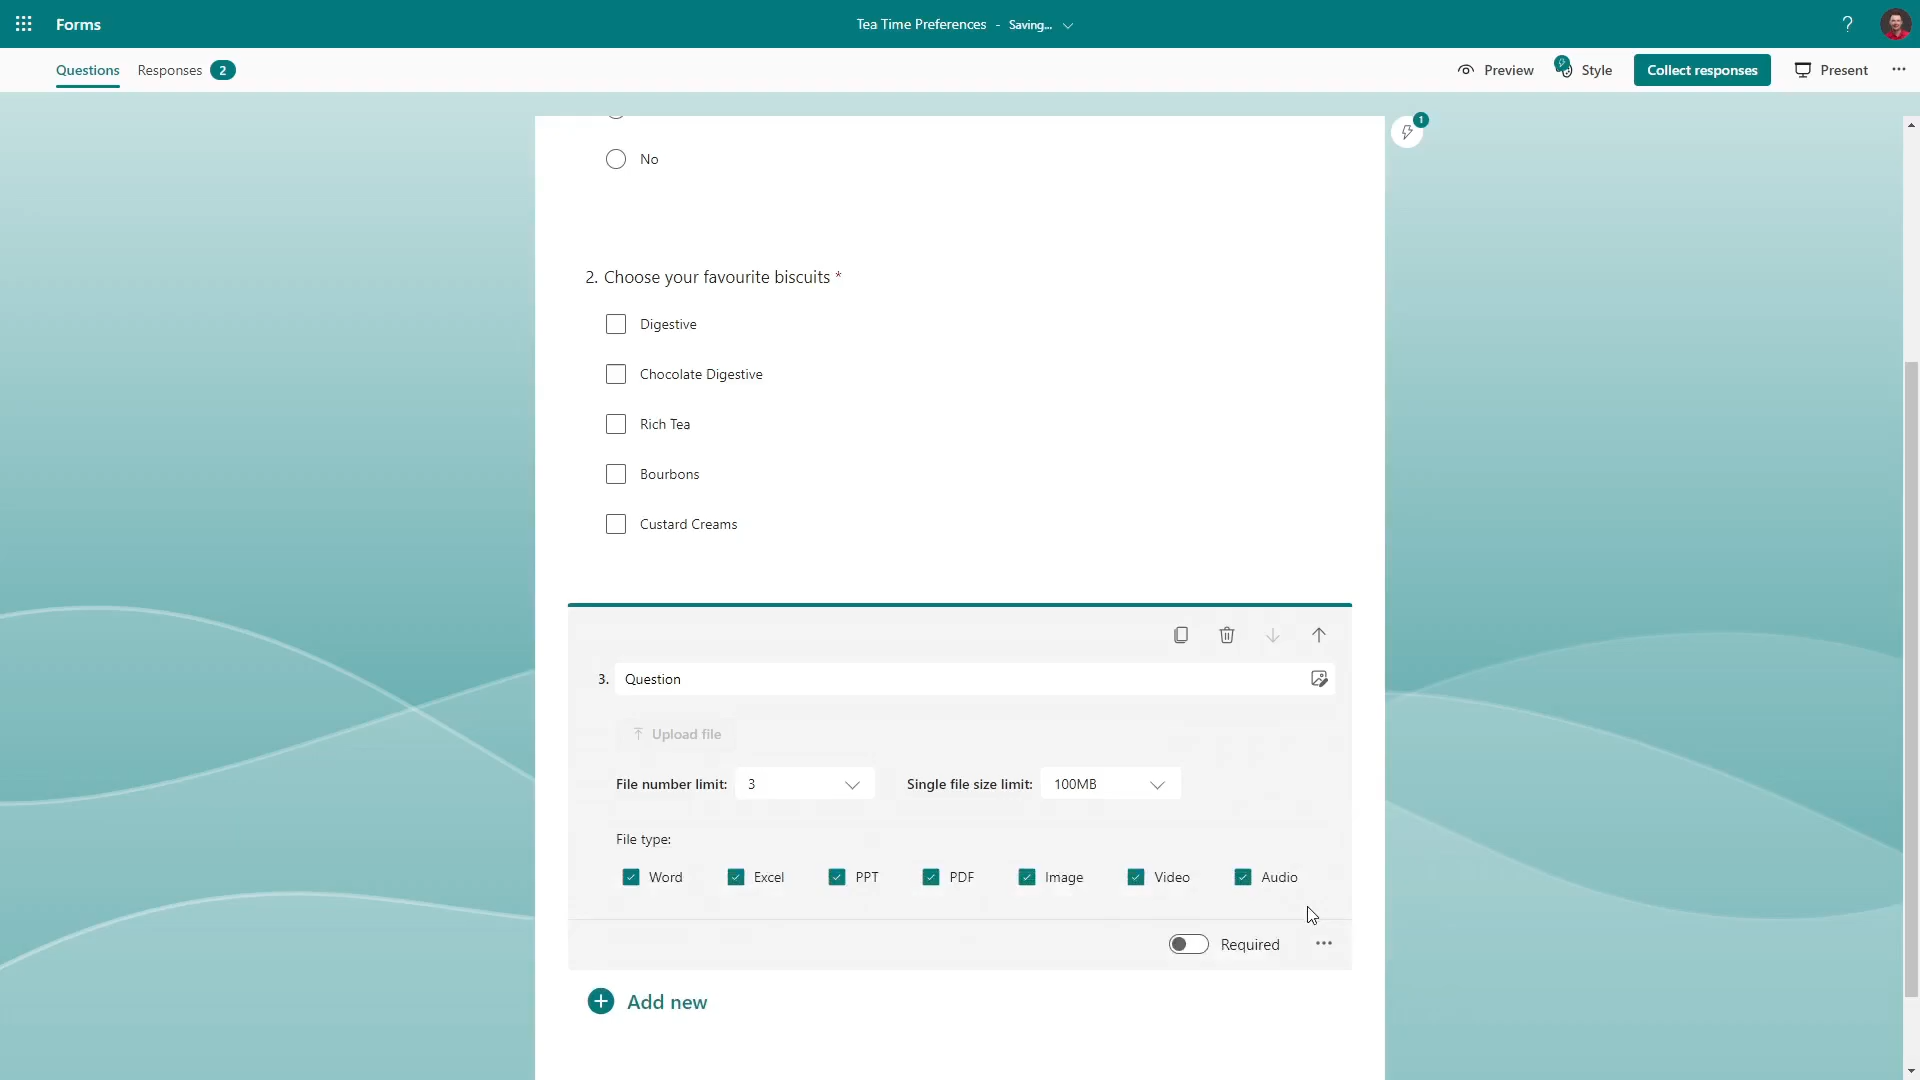 Forms
Tea Time Preferences - Saving...
?
Questions
Responses 2
Preview
Style
Collect responses
Present
1
No
2. Choose your favourite biscuits *
Digestive
Chocolate Digestive
Rich Tea
Bourbons
Custard Creams
3. Question
Upload file
File number limit: 3
Single file size limit: 100MB
File type:
Word
Excel
PPT
PDF
Image
Video
Audio
Required
Add new